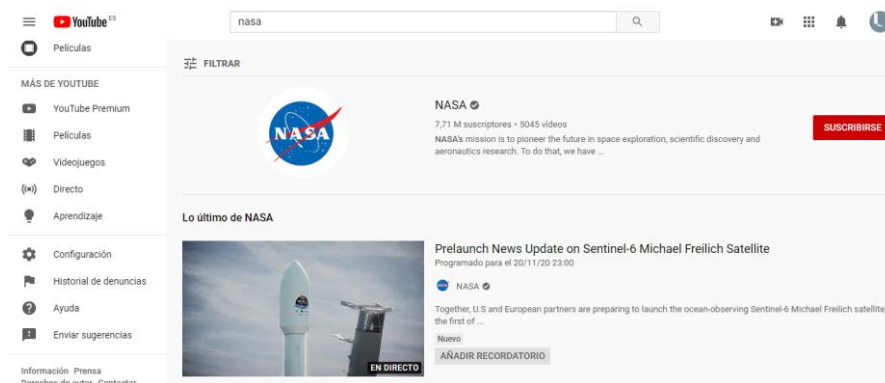 YouTube ES
nasa
Películas
MÁS DE YOUTUBE
YouTube Premium
Películas
Videojuegos
Directo
Aprendizaje
Configuración
Historial de denuncias
Ayuda
Enviar sugerencias
Información Prensa
Derechos de autor Contactar
FILTRAR
NASA
NASA
7,71 M suscriptores • 5045 vídeos
NASA's mission is to pioneer the future in space exploration, scientific discovery and
aeronautics research. To do that, we have ...
SUSCRIBIRSE
Lo último de NASA
EN DIRECTO
Prelaunch News Update on Sentinel-6 Michael Freilich Satellite
Programado para el 20/11/20 23:00
NASA
Together, U.S and European partners are preparing to launch the ocean-observing Sentinel-6 Michael Freilich satellite,
the first of ...
Nuevo
AÑADIR RECORDATORIO